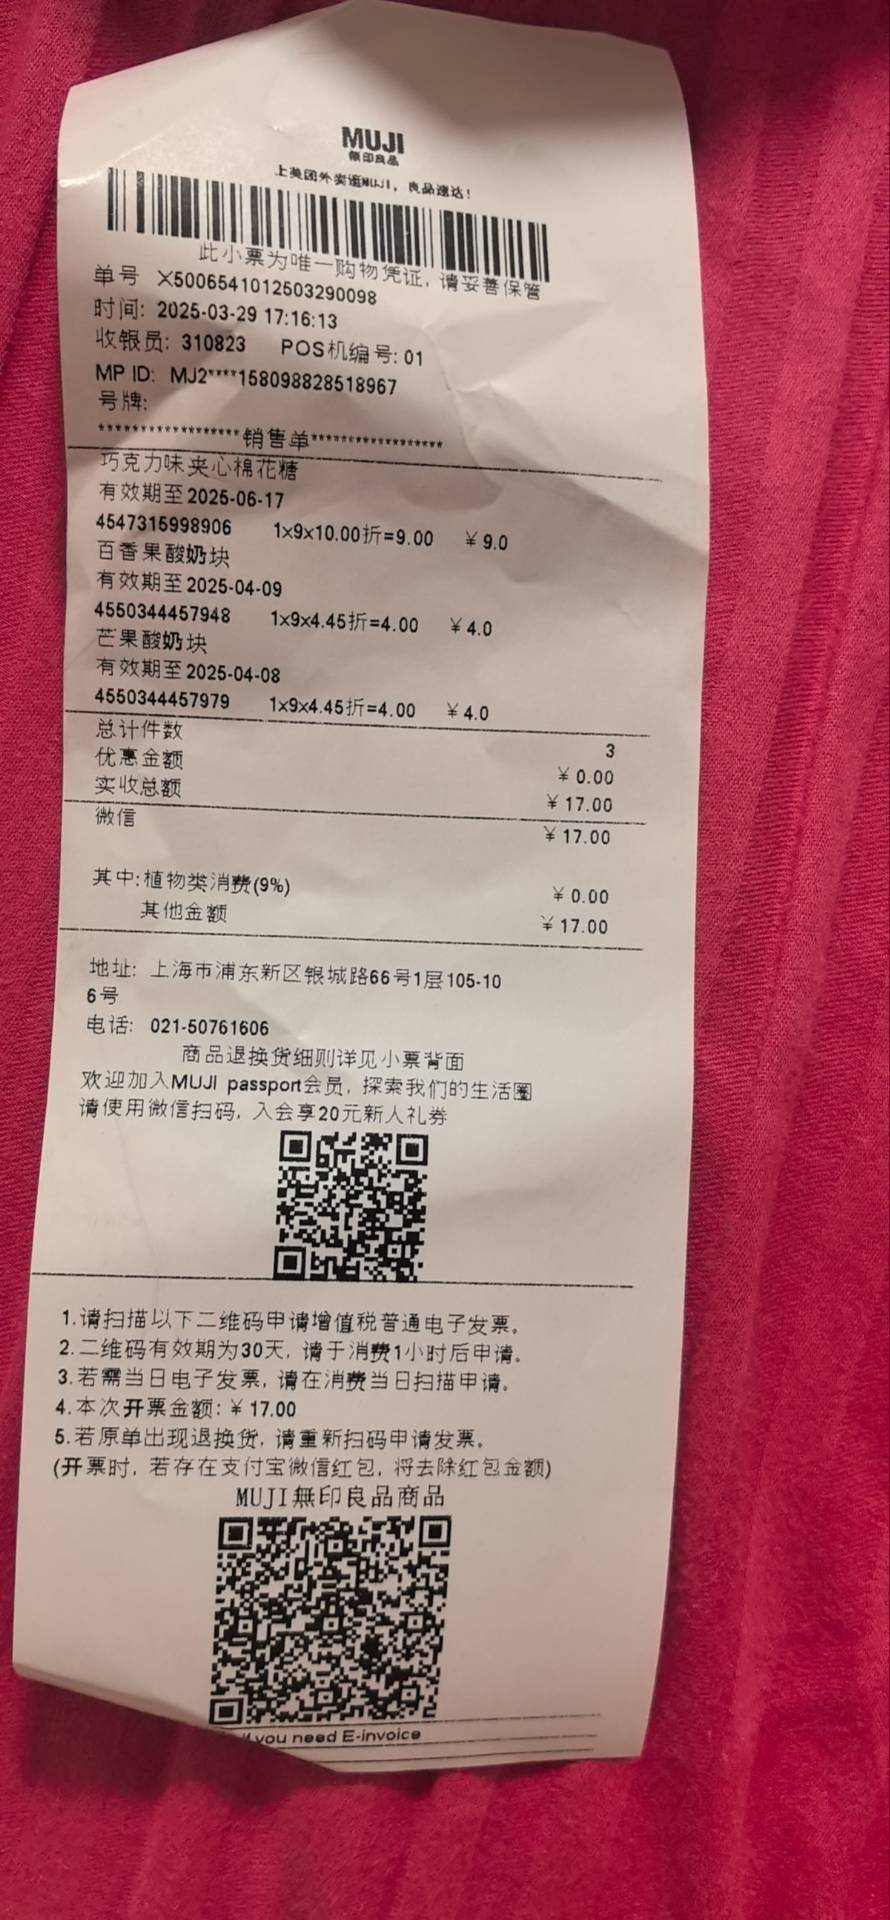 MUJI
無印良品
上美团外卖逛MUJI，良品速达！
此小票为唯一购物凭证，请妥善保管
单号 X5006541012503290098
时间: 2025-03-29 17:16:13
收银员: 310823 POS机编号: 01
MP ID: MJ2****158098828518967
号牌:
******************销售单******************
巧克力味夹心棉花糖
有效期至2025-06-17
4547315998906 1x9x10.00折=9.00 ￥9.0
百香果酸奶块
有效期至2025-04-09
4550344457948 1x9x4.45折=4.00 ￥4.0
芒果酸奶块
有效期至2025-04-08
4550344457979 1x9x4.45折=4.00 ￥4.0
总计件数 3
优惠金额 ￥0.00
实收总额 ￥17.00
微信 ￥17.00
其中:植物类消费(9%) ￥0.00
其他金额 ￥17.00
地址: 上海市浦东新区银城路66号1层105-10
6号
电话: 021-50761606
商品退换货细则详见小票背面
欢迎加入MUJI passport会员，探索我们的生活圈
请使用微信扫码，入会享20元新人礼券
1.请扫描以下二维码申请增值税普通电子发票。
2.二维码有效期为30天，请于消费1小时后申请。
3.若需当日电子发票，请在消费当日扫描申请。
4.本次开票金额:￥17.00
5.若原单出现退换货，请重新扫码申请发票。
(开票时，若存在支付宝微信红包，将去除红包金额)
MUJI無印良品商品
if you need E-invoice